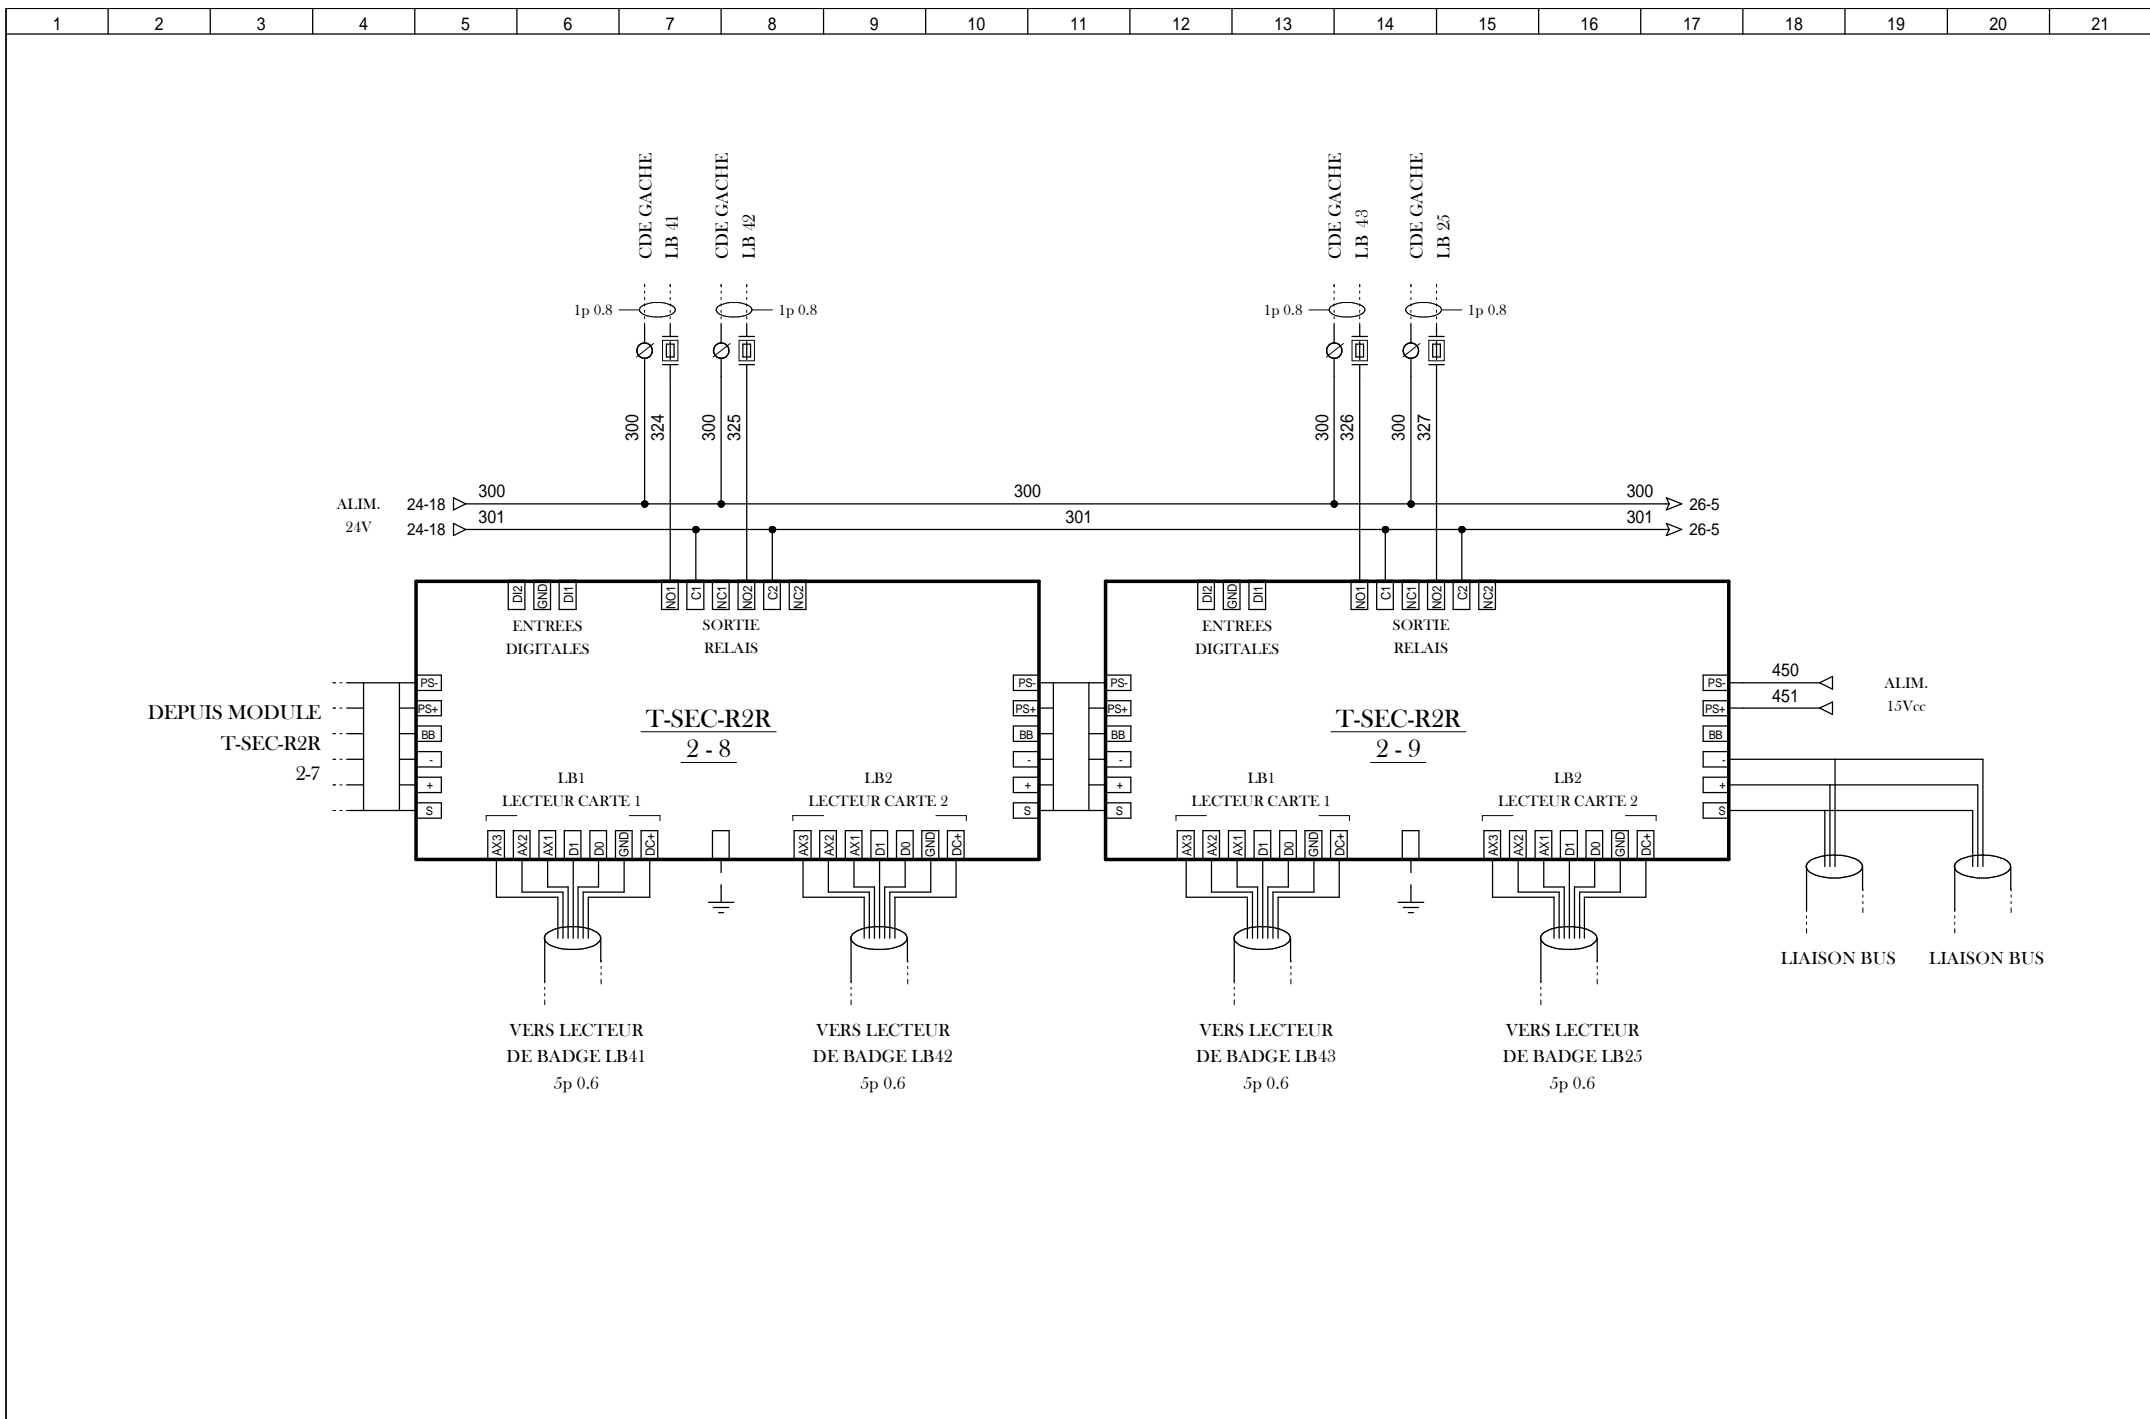 1 2 3 4 5 6 7 8 9 10 11 12 13 14 15 16 17 18 19 20 21
CDE GACHE
LB 41
CDE GACHE
LB 42
CDE GACHE
LB 43
CDE GACHE
LB 25
1p 0.8
1p 0.8
1p 0.8
1p 0.8
300
324
300
325
300
326
300
327
ALIM.
24V
24-18
300
300
300
26-5
24-18
301
301
301
26-5
DI2 GND DI1
NO1 C1 NC1 NO2 C2 NC2
ENTREES
DIGITALES
SORTIE
RELAIS
DEPUIS MODULE
T-SEC-R2R
2-7
PS-
PS+
BB
-
+
S
T-SEC-R2R
2 - 8
PS-
PS+
BB
-
+
S
LB1
LECTEUR CARTE 1
LB2
LECTEUR CARTE 2
AX3 AX2 AX1 D1 D0 GND DC+
AX3 AX2 AX1 D1 D0 GND DC+
VERS LECTEUR
DE BADGE LB41
5p 0.6
VERS LECTEUR
DE BADGE LB42
5p 0.6
DI2 GND DI1
NO1 C1 NC1 NO2 C2 NC2
ENTREES
DIGITALES
SORTIE
RELAIS
PS-
PS+
BB
-
+
S
T-SEC-R2R
2 - 9
PS-
PS+
BB
-
+
S
450
451
ALIM.
15Vcc
LB1
LECTEUR CARTE 1
LB2
LECTEUR CARTE 2
AX3 AX2 AX1 D1 D0 GND DC+
AX3 AX2 AX1 D1 D0 GND DC+
VERS LECTEUR
DE BADGE LB43
5p 0.6
VERS LECTEUR
DE BADGE LB25
5p 0.6
LIAISON BUS
LIAISON BUS